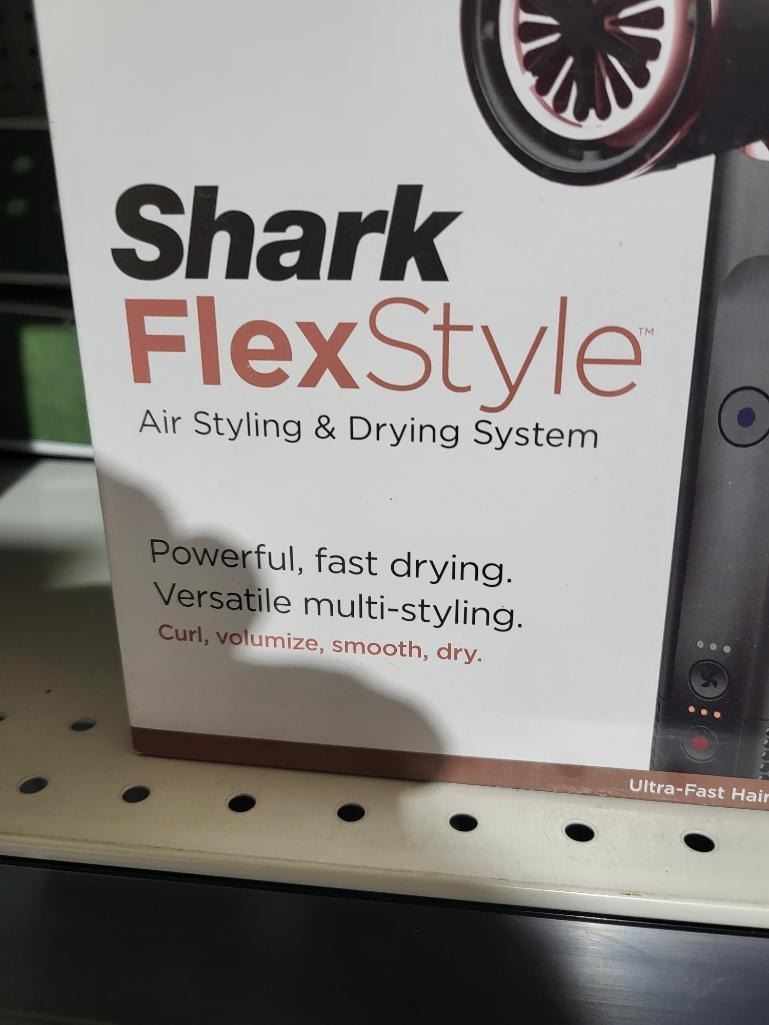 Shark
FlexStyle™
Air Styling & Drying System
Powerful, fast drying.
Versatile multi-styling.
Curl, volumize, smooth, dry.
Ultra-Fast Hair